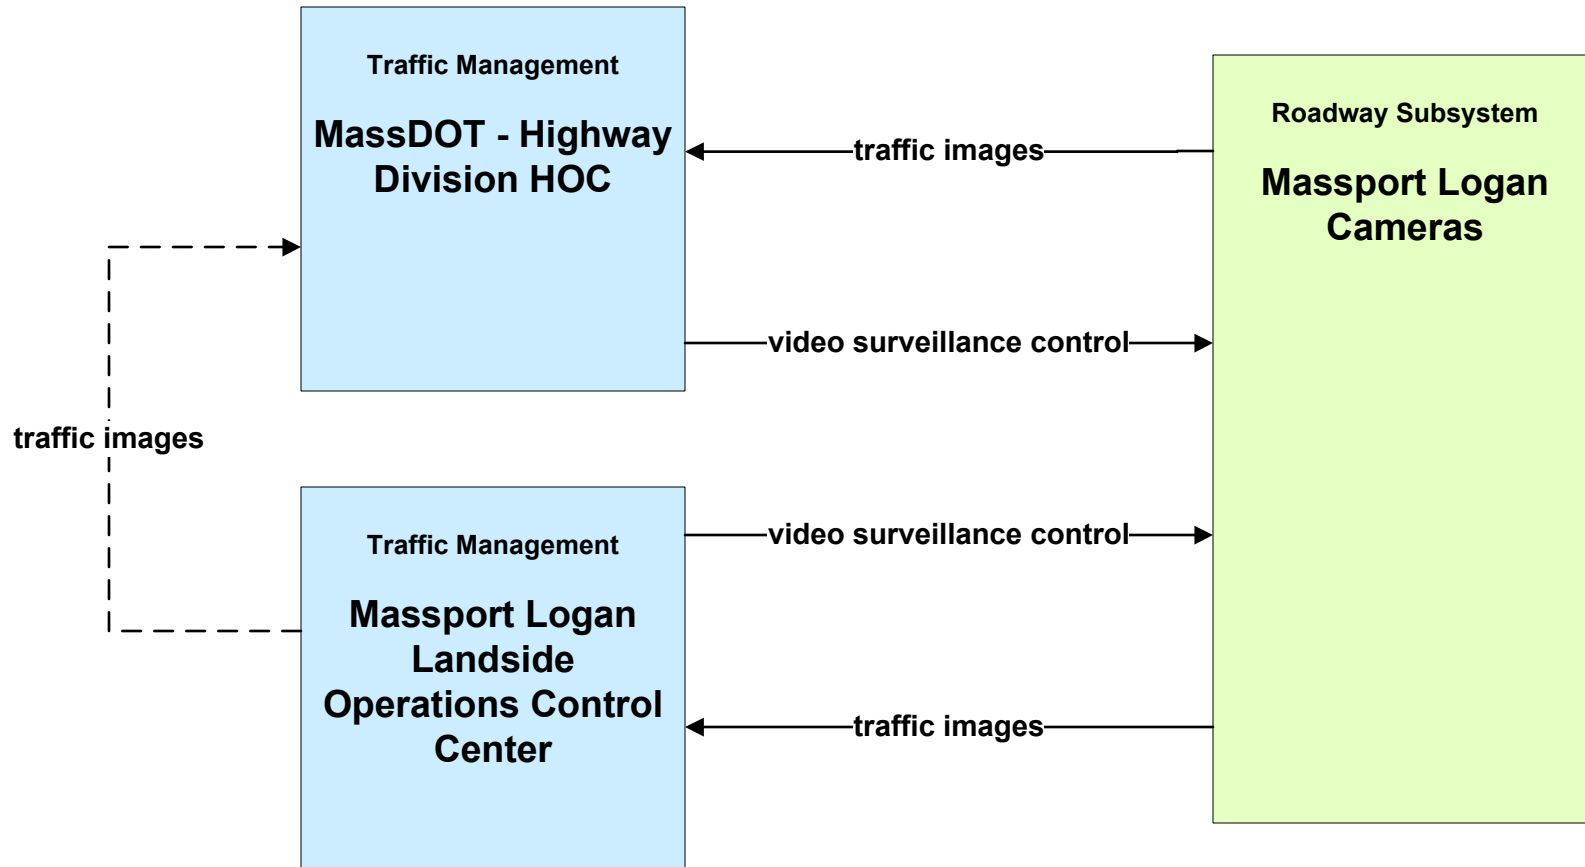 Traffic Management
MassDOT - Highway
Division HOC
traffic images
Roadway Subsystem
Massport Logan
Cameras
video surveillance control
traffic images
Traffic Management
Massport Logan
Landside
Operations Control
Center
video surveillance control
traffic images